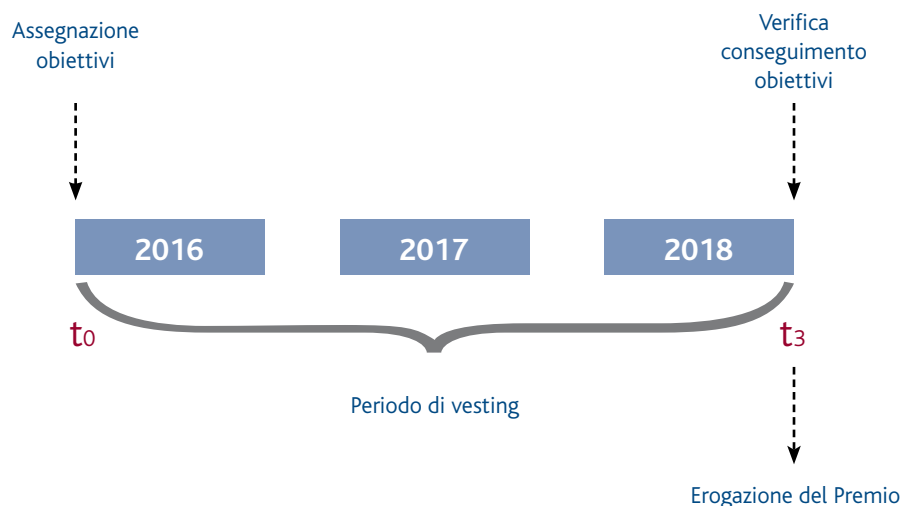 Assegnazione
obiettivi
Verifica
conseguimento
obiettivi
2016
2017
2018
t0
t3
Periodo di vesting
Erogazione del Premio